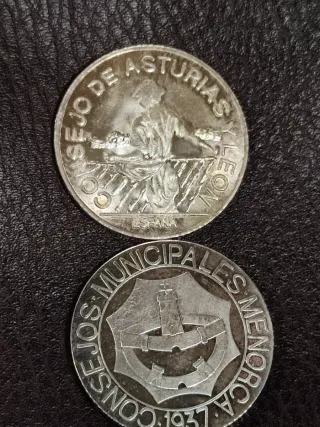 CONSEJO DE ASTURIAS Y LEON
ESPAÑA
CONSEJOS·MUNICIPALES MENORCA·
·1937·